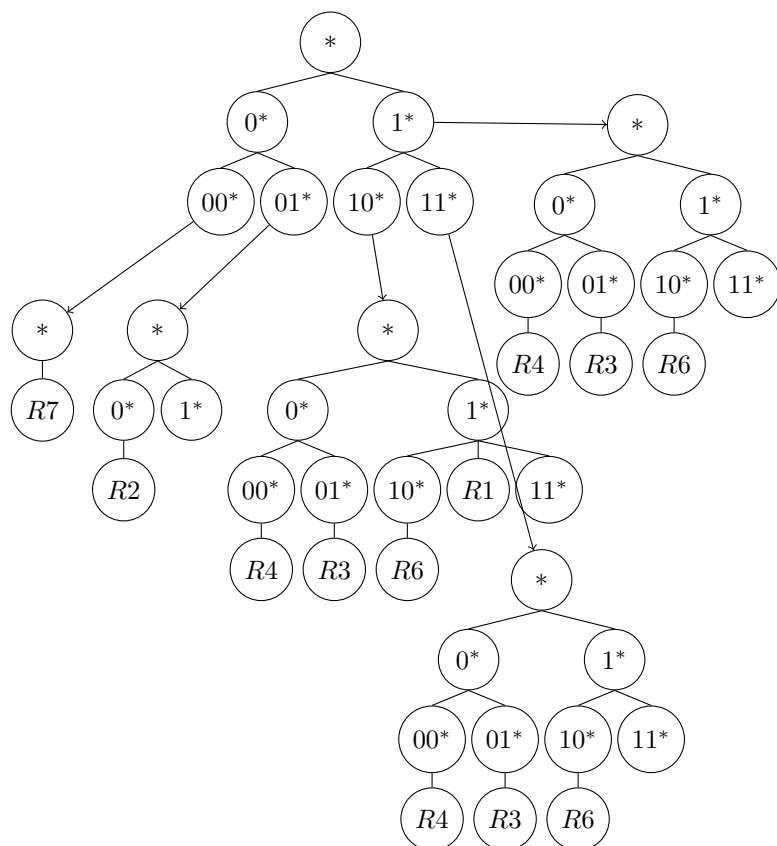 *
0* 1* *
00* 01* 10* 11* 0* 1*
00* 01* 10* 11*
* * * R4 R3 R6
R7 0* 1* 0* 1*
R2 00* 01* 10* R1 11*
R4 R3 R6 *
0* 1*
00* 01* 10* 11*
R4 R3 R6